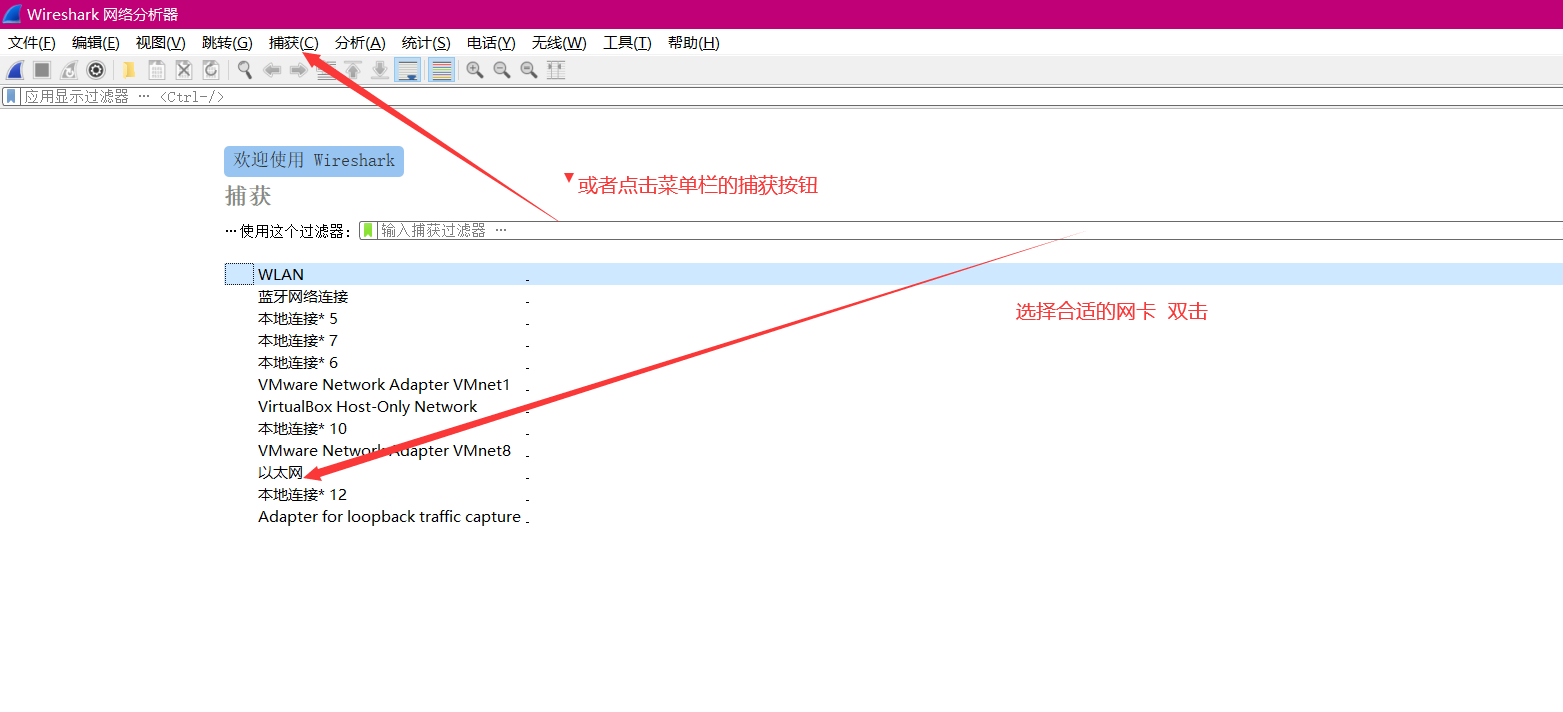 Wireshark 网络分析器
文件(F) 编辑(E) 视图(V) 跳转(G) 捕获(C) 分析(A) 统计(S) 电话(Y) 无线(W) 工具(T) 帮助(H)
应用显示过滤器 … <Ctrl-/>
欢迎使用 Wireshark
捕获
或者点击菜单栏的捕获按钮
…使用这个过滤器: 输入捕获过滤器 …
WLAN
蓝牙网络连接
本地连接* 5
选择合适的网卡 双击
本地连接* 7
本地连接* 6
VMware Network Adapter VMnet1
VirtualBox Host-Only Network
本地连接* 10
VMware Network Adapter VMnet8
以太网
本地连接* 12
Adapter for loopback traffic capture